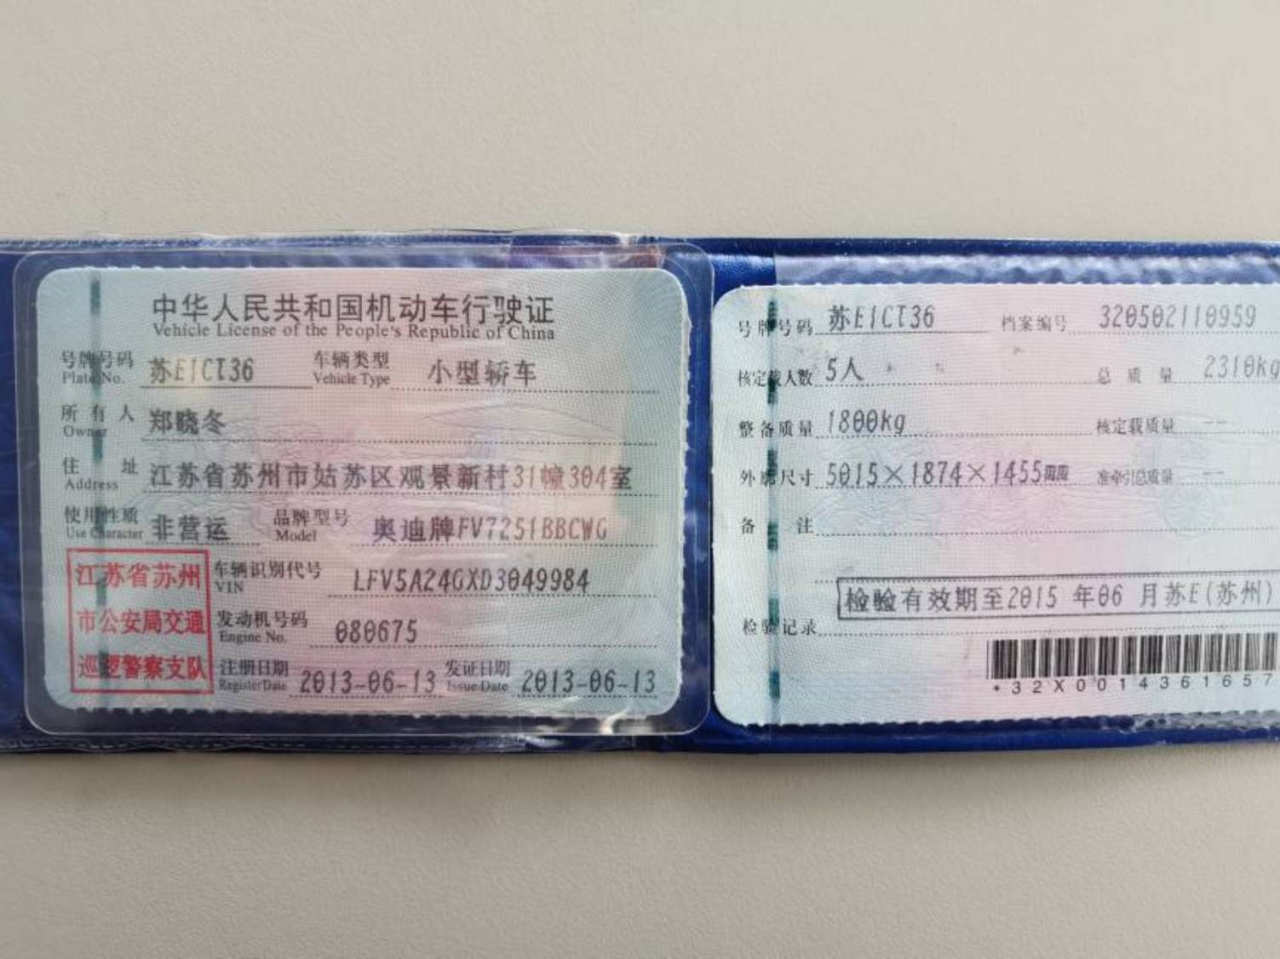 中华人民共和国机动车行驶证
Vehicle License of the People's Republic of China
号牌号码 苏E1CT36 车辆类型 小型轿车
Plate No. Vehicle Type
所有人 郑晓冬
Owner
住址 江苏省苏州市姑苏区观景新村31幢304室
Address
使用性质 非营运 品牌型号 奥迪牌FV7251BBCWG
Use Character Model
江苏省苏州
市公安局交通
巡逻警察支队
车辆识别代号 LFV5A24GXD3049984
VIN
发动机号码 080675
Engine No.
注册日期 2013-06-13 发证日期 2013-06-13
Register Date Issue Date
号牌号码 苏E1CT36 档案编号 320502110959
核定载人数 5人 总质量 2310kg
整备质量 1800kg 核定载质量 --
外廓尺寸 5015×1874×1455mm 准牵引总质量 --
备注
检验有效期至2015年06月苏E(苏州)
检验记录
*32X0014361657